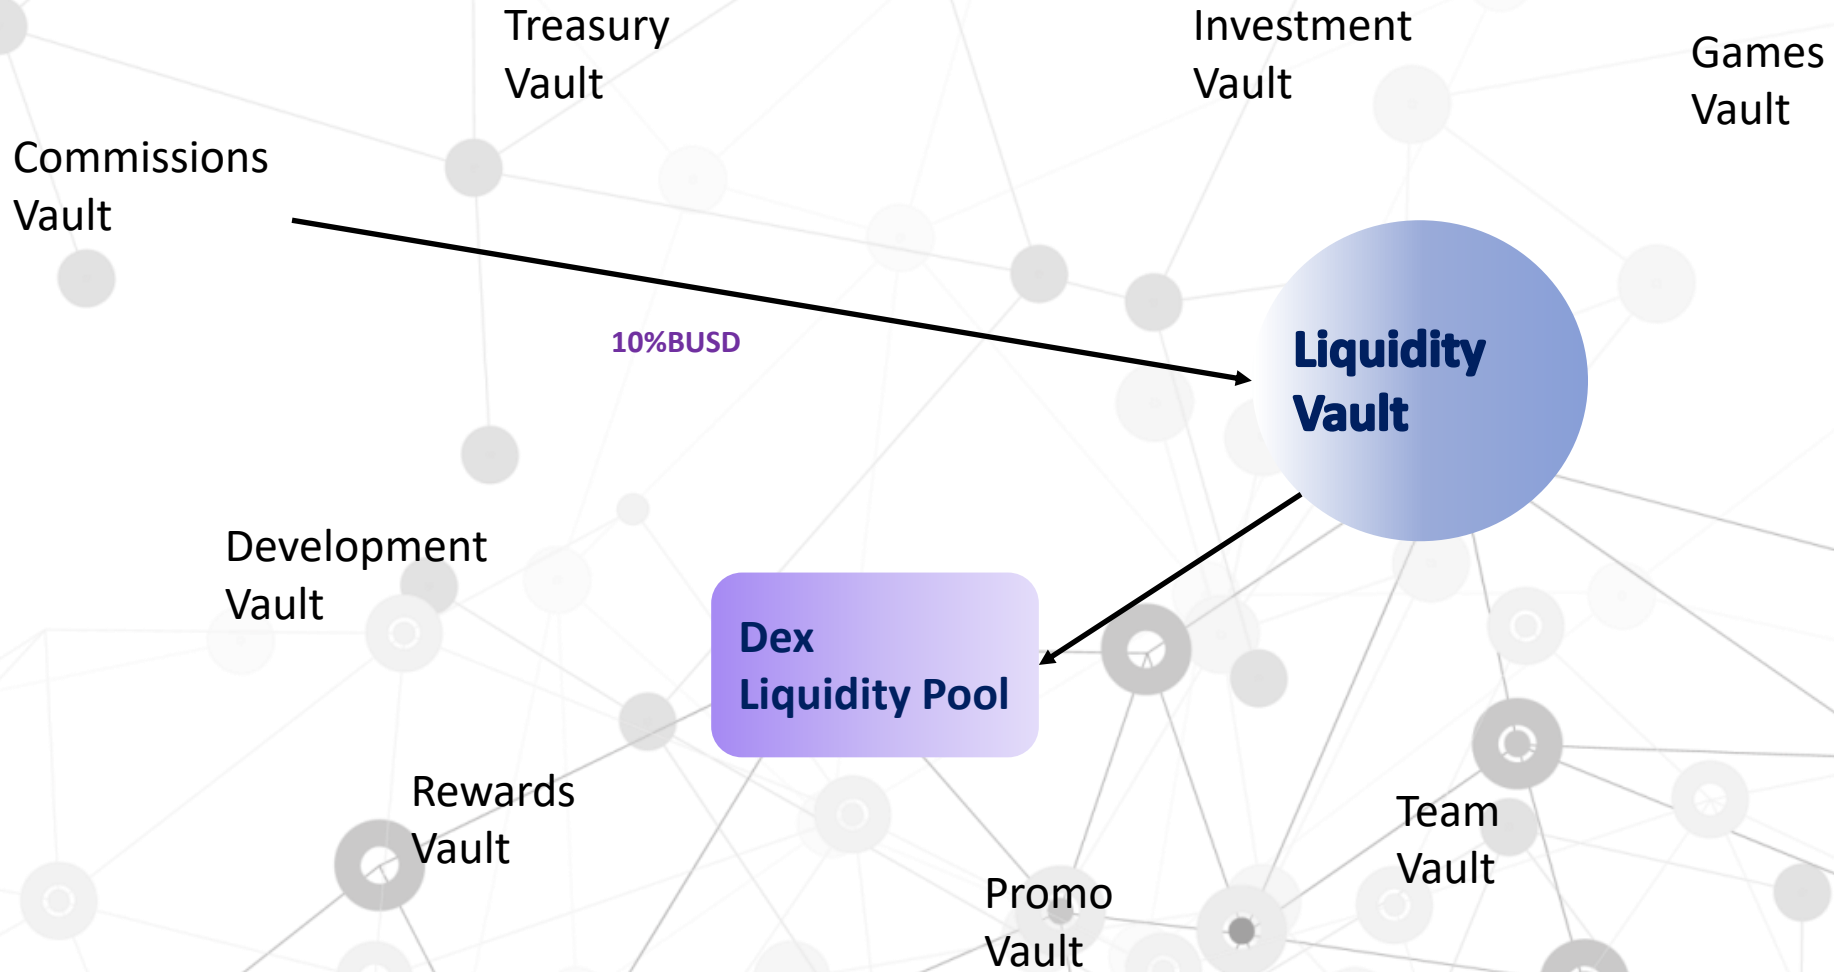 Treasury
Vault
Investment
Vault
Games
Vault
Commissions
Vault
10%BUSD
Liquidity
Vault
Development
Vault
Dex
Liquidity Pool
Rewards
Vault
Team
Vault
Promo
Vault